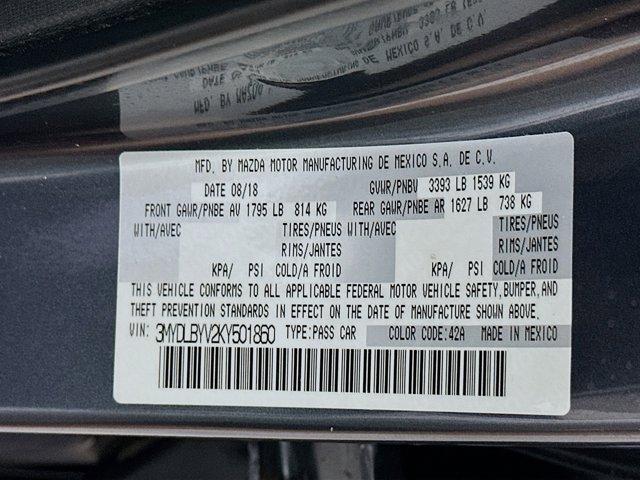 MFD. BY MAZDA MOTOR MANUFACTURING DE MEXICO S.A. DE C.V.
DATE 08/18 GVWR/PNBV 3393 LB 1539 KG
FRONT GAWR/PNBE AV 1795 LB 814 KG REAR GAWR/PNBE AR 1627 LB 738 KG
WITH/AVEC TIRES/PNEUS WITH/AVEC TIRES/PNEUS
RIMS/JANTES RIMS/JANTES
KPA/ PSI COLD/A FROID KPA/ PSI COLD/A FROID
THIS VEHICLE CONFORMS TO ALL APPLICABLE FEDERAL MOTOR VEHICLE SAFETY,BUMPER,AND
THEFT PREVENTION STANDARDS IN EFFECT ON THE DATE OF MANUFACTURE SHOWN ABOVE.
VIN: 3MYDLBYV2KY501860 TYPE:PASS CAR COLOR CODE:42A MADE IN MEXICO